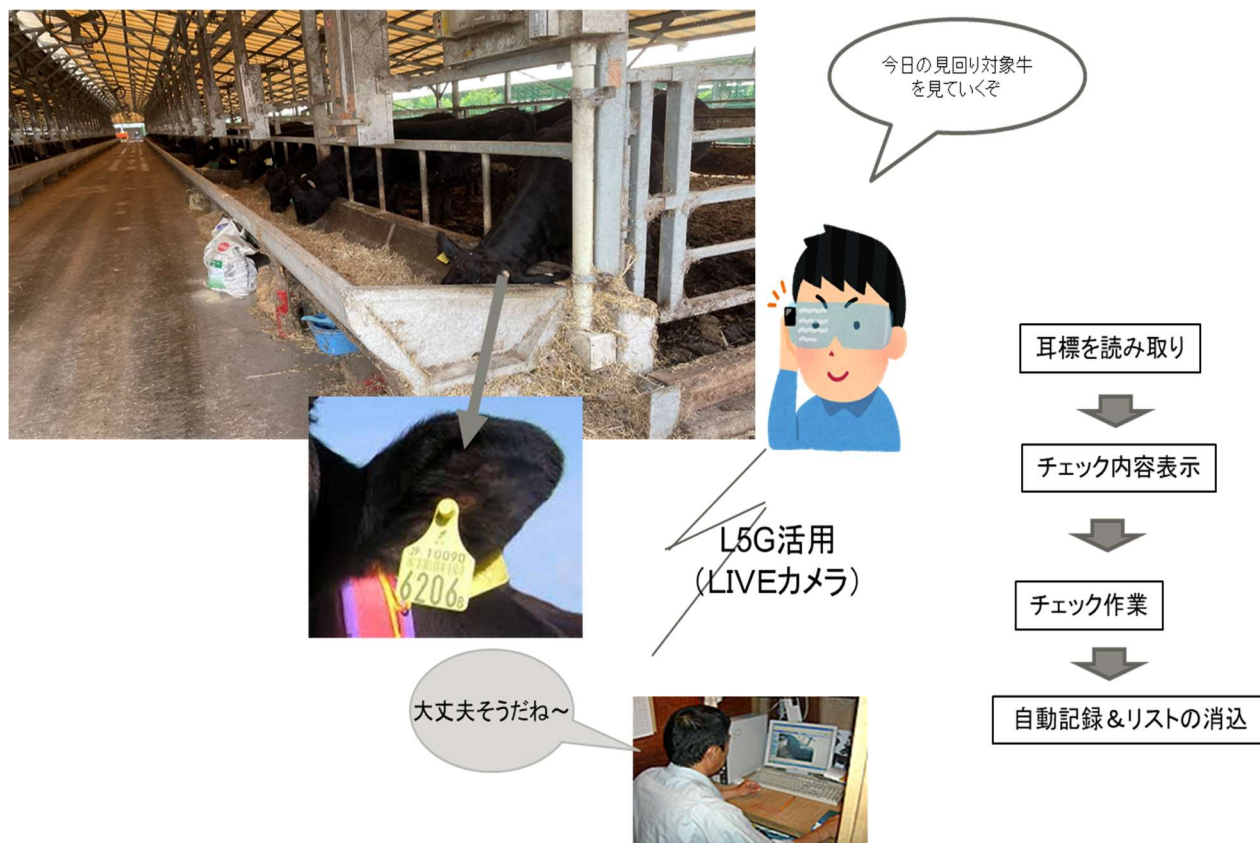 今日の見回り対象牛
を見ていくぞ
耳標を読み取り
チェック内容表示
L5G活用
(LIVEカメラ)
JP 10090
6206B
チェック作業
大丈夫そうだね～
自動記録＆リストの消込